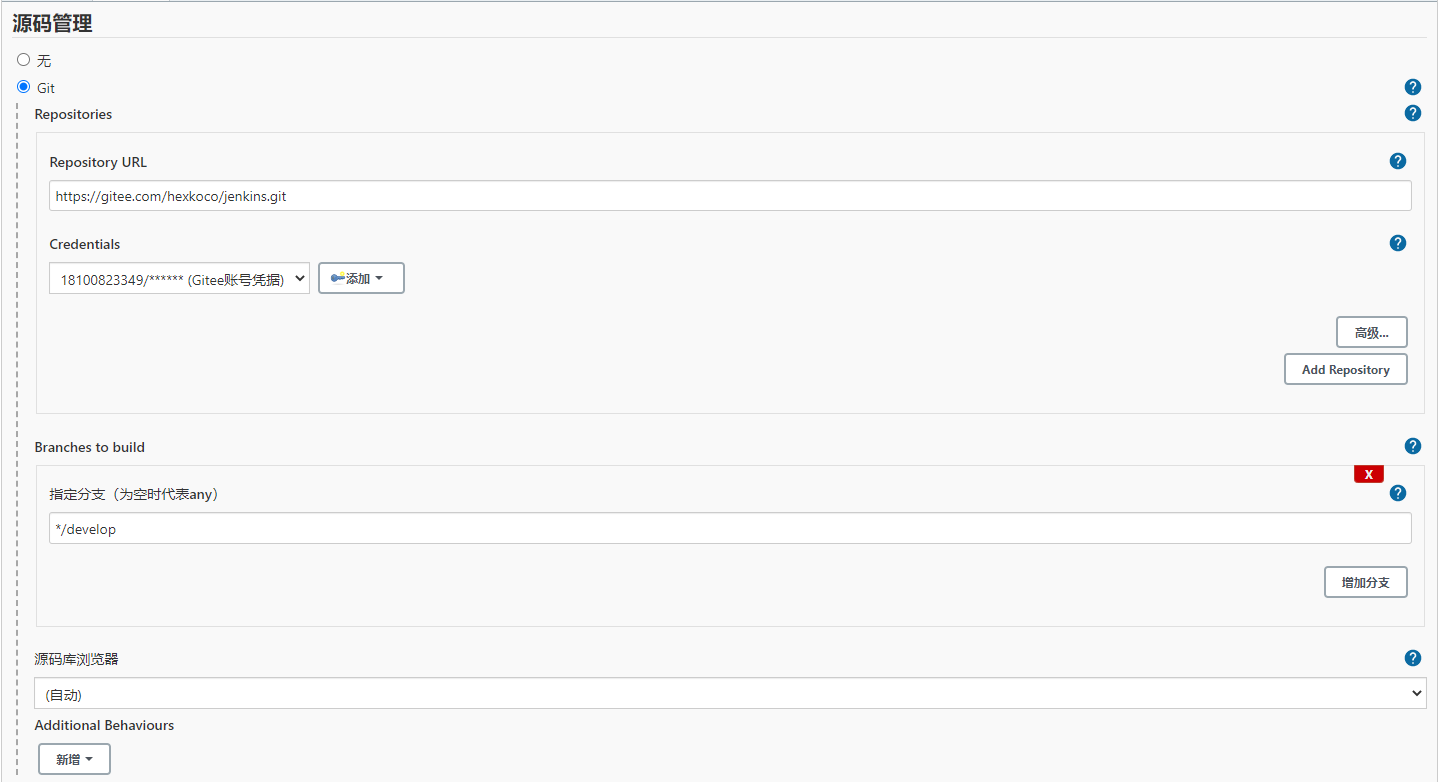 源码管理
无
Git
Repositories
Repository URL
https://gitee.com/hexkoco/jenkins.git
Credentials
18100823349/****** (Gitee账号凭据)
添加
高级...
Add Repository
Branches to build
X
指定分支（为空时代表any）
*/develop
增加分支
源码库浏览器
(自动)
Additional Behaviours
新增